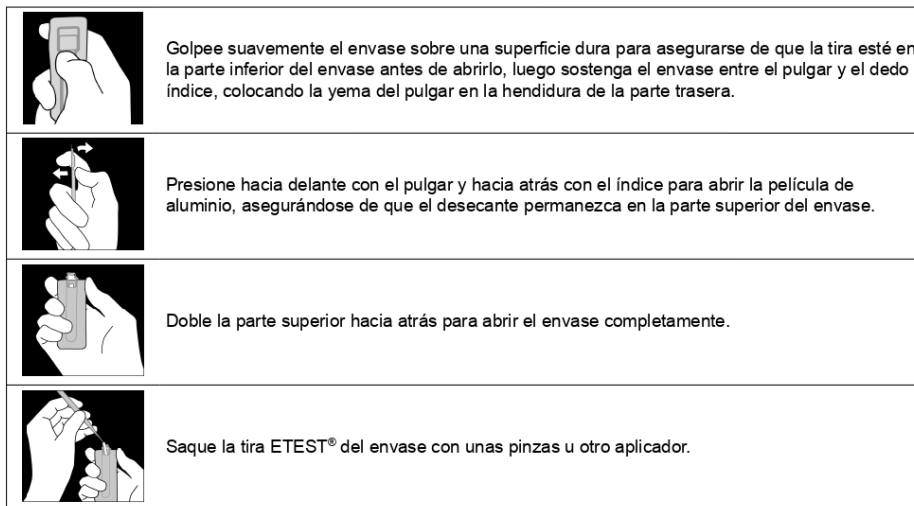 Golpee suavemente el envase sobre una superficie dura para asegurarse de que la tira esté en
la parte inferior del envase antes de abrirlo, luego sostenga el envase entre el pulgar y el dedo
índice, colocando la yema del pulgar en la hendidura de la parte trasera.
Presione hacia delante con el pulgar y hacia atrás con el índice para abrir la película de
aluminio, asegurándose de que el desecante permanezca en la parte superior del envase.
Doble la parte superior hacia atrás para abrir el envase completamente.
Saque la tira ETEST® del envase con unas pinzas u otro aplicador.